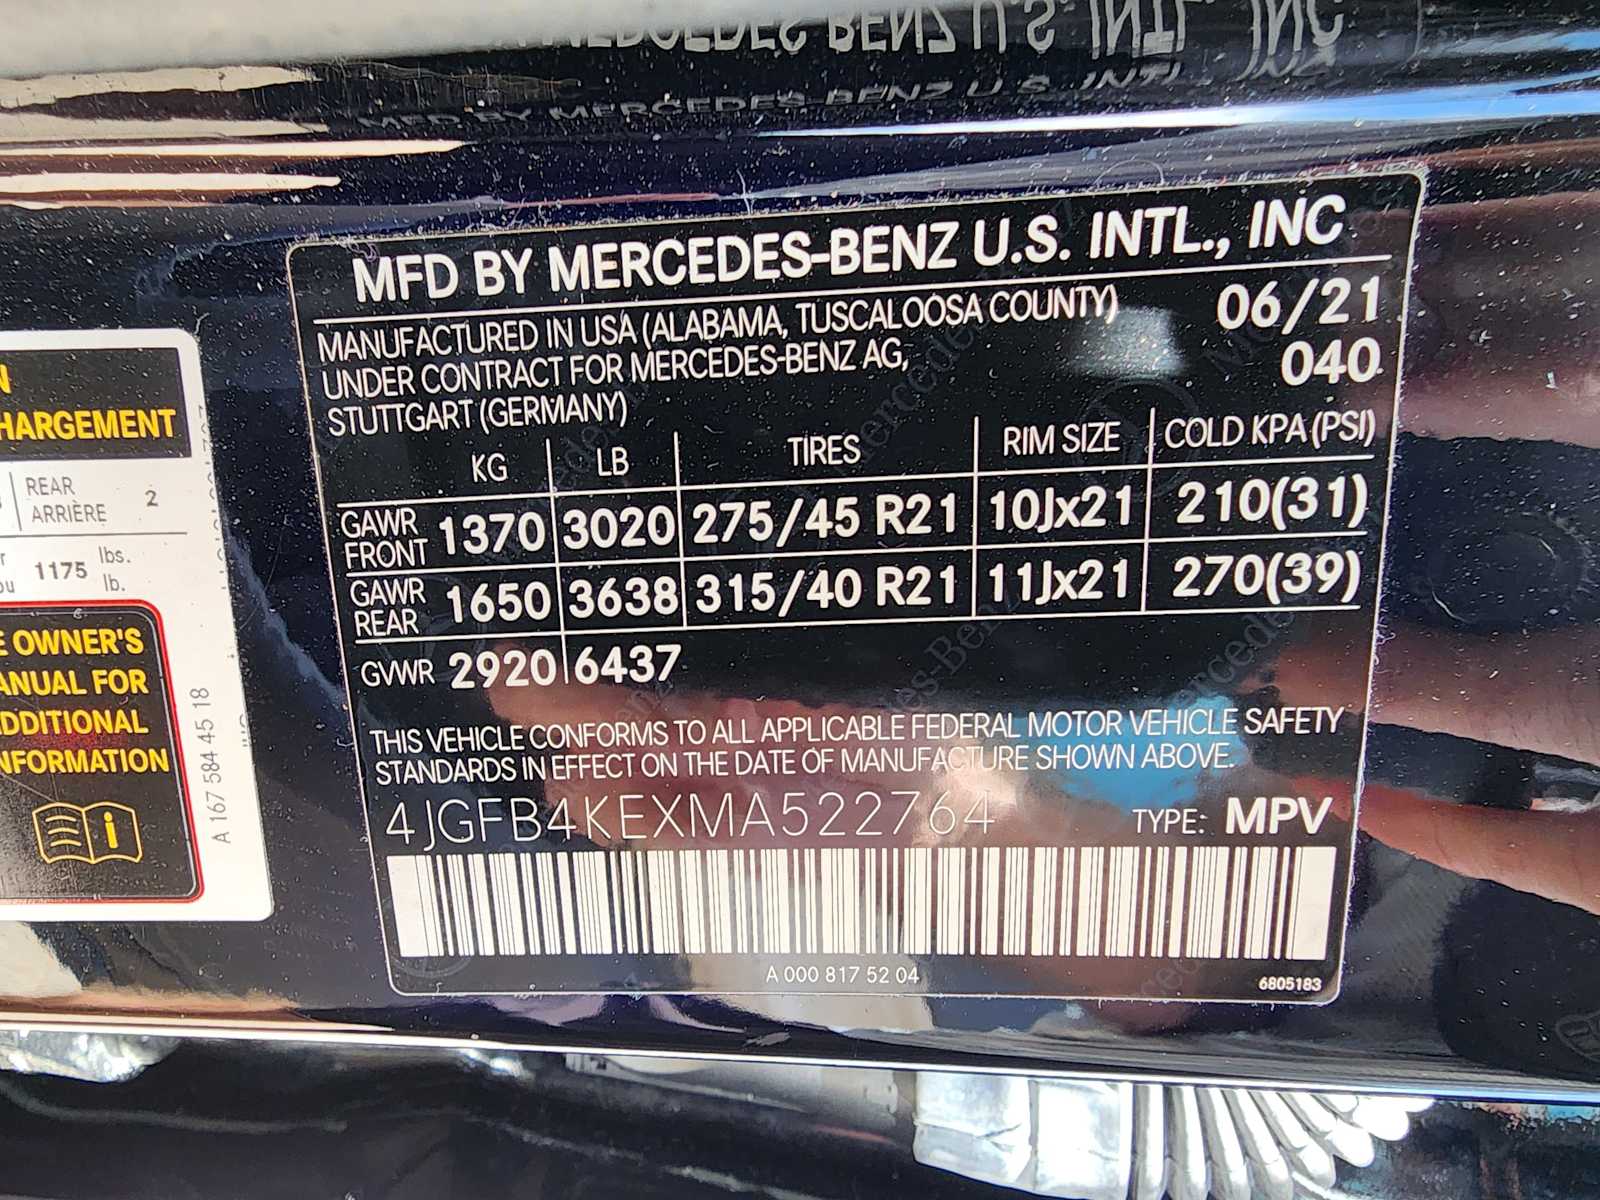 MFD BY MERCEDES-BENZ U.S. INTL., INC
MANUFACTURED IN USA (ALABAMA, TUSCALOOSA COUNTY) 06/21
UNDER CONTRACT FOR MERCEDES-BENZ AG, 040
STUTTGART (GERMANY)
KG LB TIRES RIM SIZE COLD KPA (PSI)
GAWR FRONT 1370 3020 275/45 R21 10Jx21 210(31)
GAWR REAR 1650 3638 315/40 R21 11Jx21 270(39)
GVWR 2920 6437
THIS VEHICLE CONFORMS TO ALL APPLICABLE FEDERAL MOTOR VEHICLE SAFETY
STANDARDS IN EFFECT ON THE DATE OF MANUFACTURE SHOWN ABOVE.
4JGFB4KEXMA522764 TYPE: MPV
A 000 817 52 04 6805183
HARGEMENT
REAR
ARRIÈRE 2
1175 lbs.
lb.
OWNER'S
ANUAL FOR
DDITIONAL
NFORMATION
A 167 584 45 18